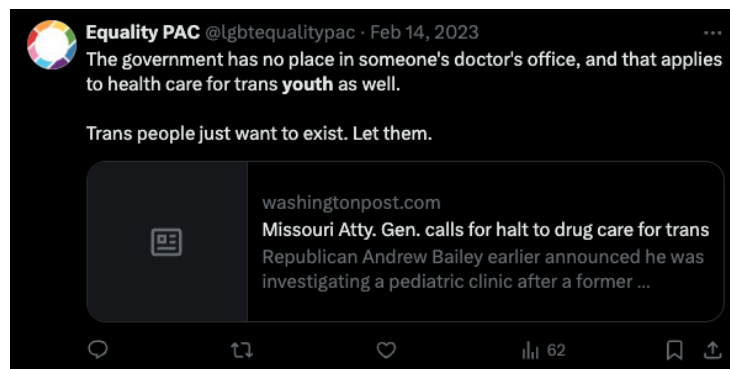 Equality PAC @lgbtequalitypac · Feb 14, 2023 ...
The government has no place in someone's doctor's office, and that applies
to health care for trans youth as well.
Trans people just want to exist. Let them.
washingtonpost.com
Missouri Atty. Gen. calls for halt to drug care for trans
Republican Andrew Bailey earlier announced he was
investigating a pediatric clinic after a former ...
62